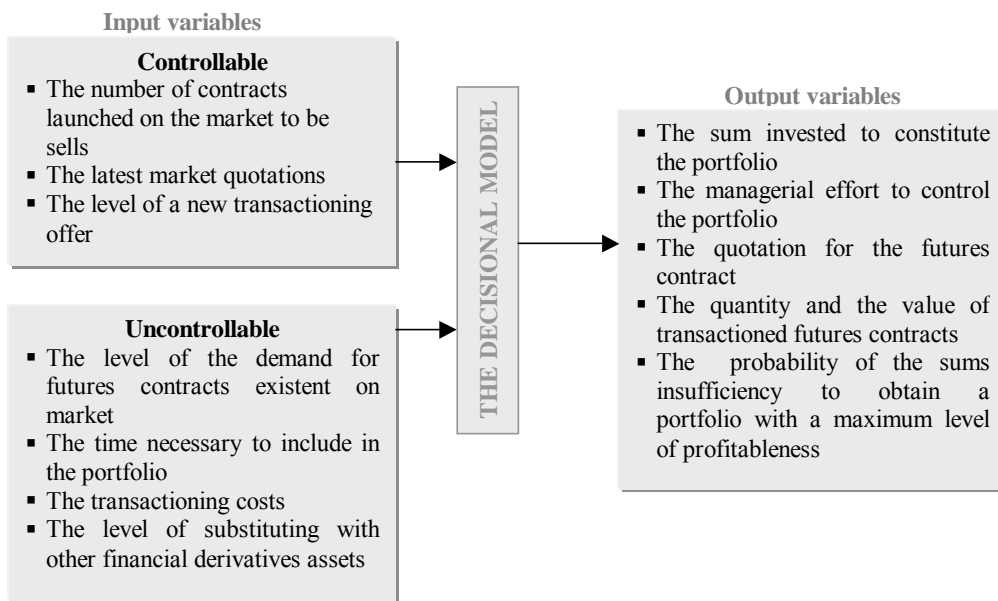 Input variables
Controllable
▪ The number of contracts
launched on the market to be
sells
▪ The latest market quotations
▪ The level of a new transactioning
offer
Uncontrollable
▪ The level of the demand for
futures contracts existent on
market
▪ The time necessary to include in
the portfolio
▪ The transactioning costs
▪ The level of substituting with
other financial derivatives assets
THE DECISIONAL MODEL
Output variables
▪ The sum invested to constitute
the portfolio
▪ The managerial effort to control
the portfolio
▪ The quotation for the futures
contract
▪ The quantity and the value of
transactioned futures contracts
▪ The probability of the sums
insufficiency to obtain a
portfolio with a maximum level
of profitableness